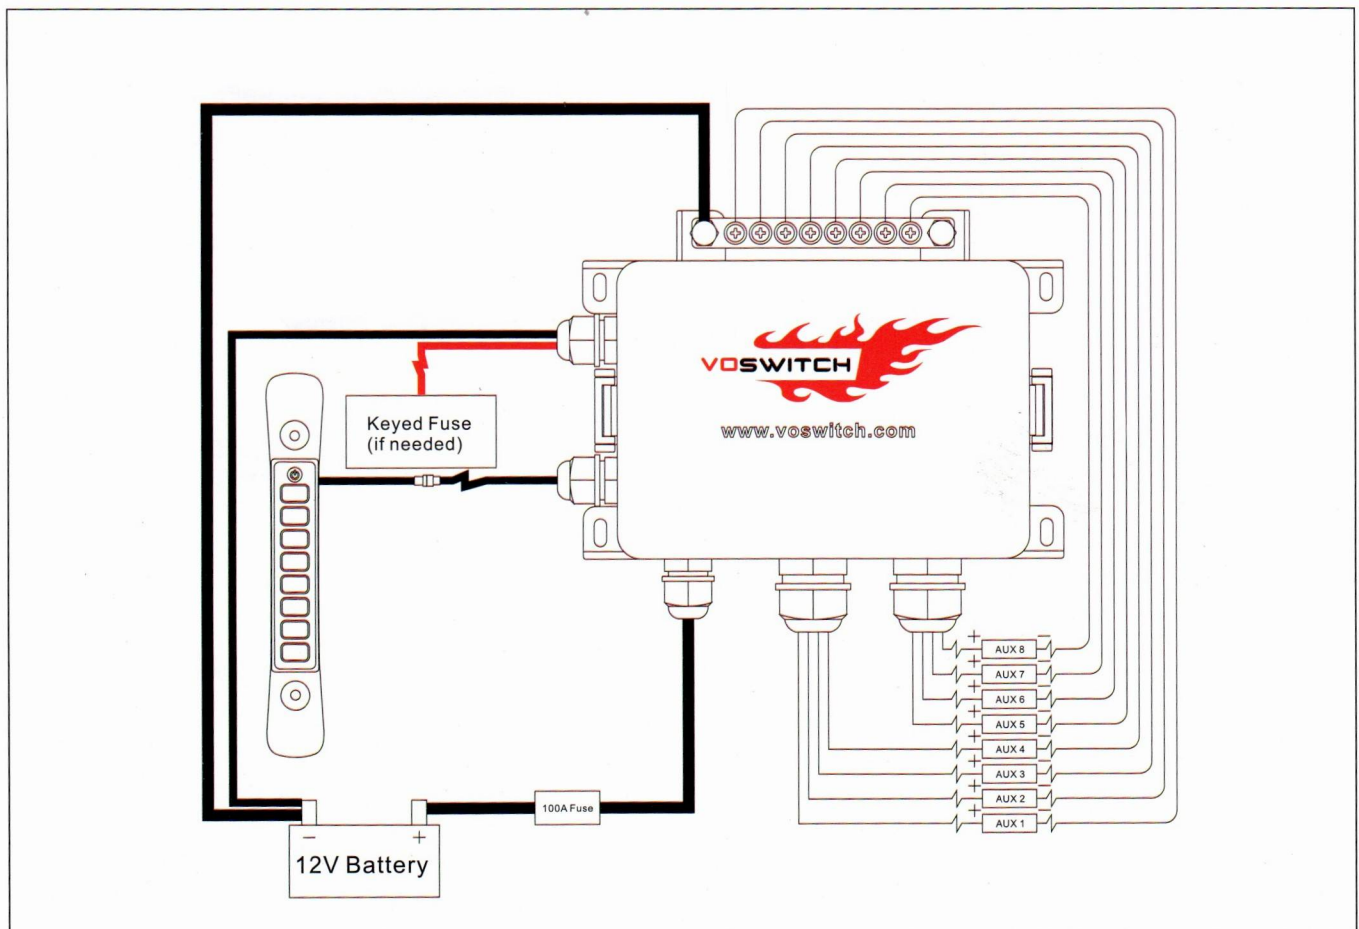 Keyed Fuse
(if needed)
VOSWITCH
www.voswitch.com
+ AUX 8 −
+ AUX 7 −
+ AUX 6 −
+ AUX 5 −
+ AUX 4 −
+ AUX 3 −
+ AUX 2 −
+ AUX 1 −
100A Fuse
− +
12V Battery